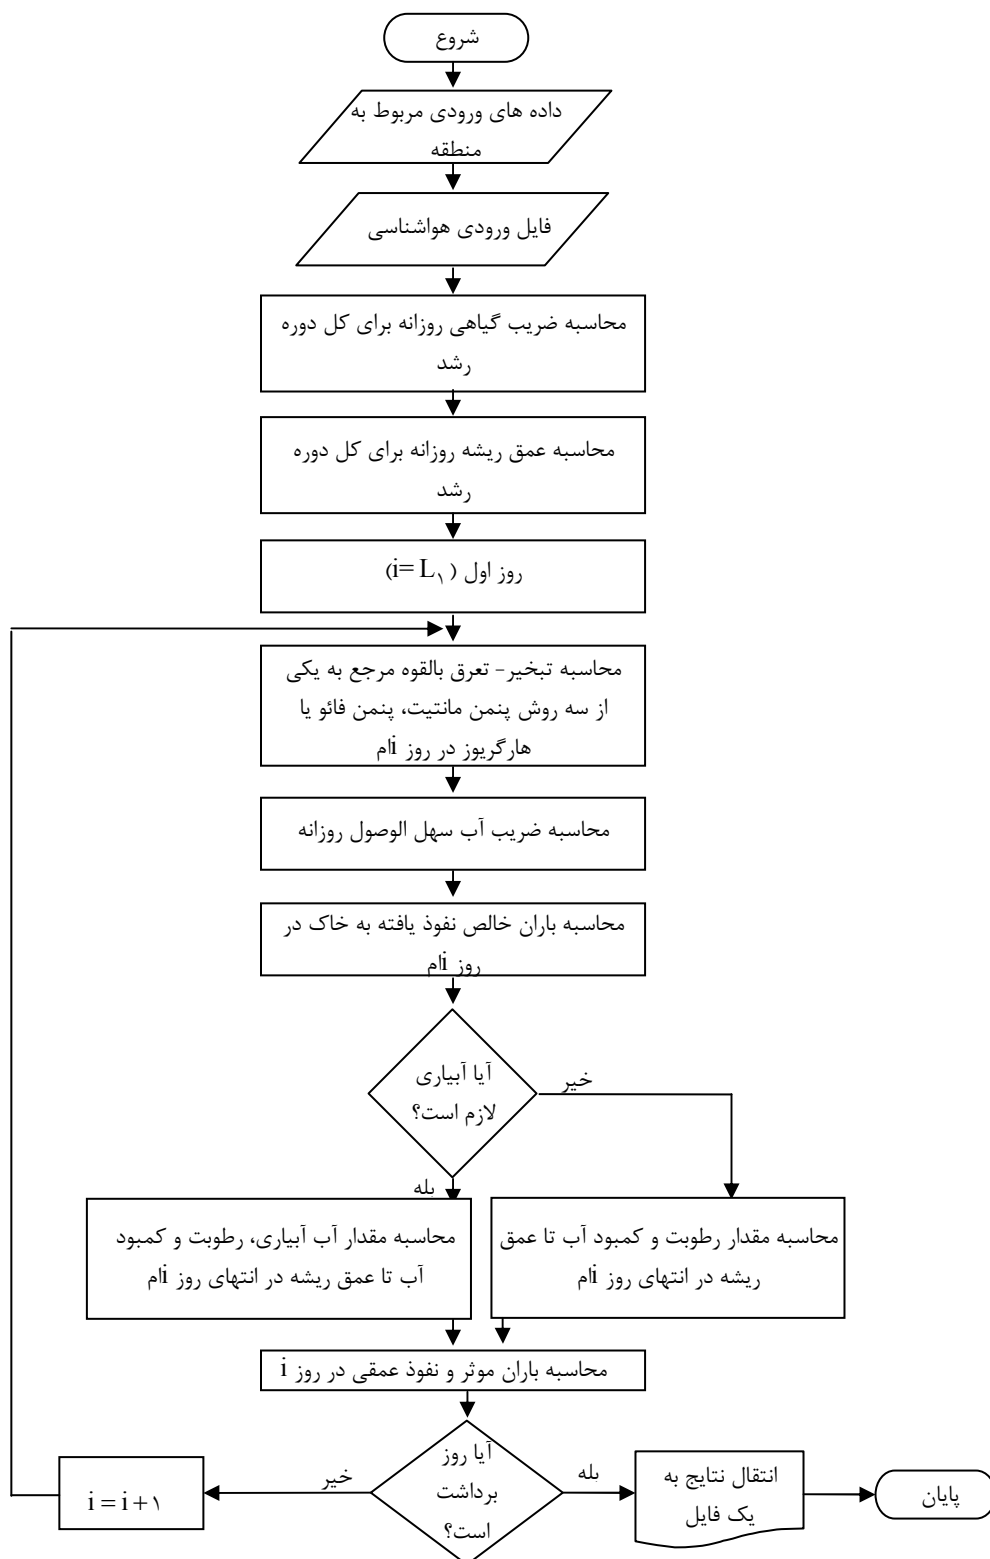 شروع
داده های ورودی مربوط به
منطقه
فایل ورودی هواشناسی
محاسبه ضریب گیاهی روزانه برای کل دوره
رشد
محاسبه عمق ریشه روزانه برای کل دوره
رشد
روز اول (i= L۱)
محاسبه تبخیر- تعرق بالقوه مرجع به یکی
از سه روش پنمن مانتیت، پنمن فائو یا
هارگریوز در روز iام
محاسبه ضریب آب سهل الوصول روزانه
محاسبه باران خالص نفوذ یافته به خاک در
روز iام
آیا آبیاری
لازم است؟
خیر
بله
محاسبه مقدار رطوبت و کمبود آب تا عمق
ریشه در انتهای روز iام
محاسبه مقدار آب آبیاری، رطوبت و کمبود
آب تا عمق ریشه در انتهای روز iام
محاسبه باران موثر و نفوذ عمقی در روز i
آیا روز
برداشت
است؟
خیر
i = i + ۱
بله
انتقال نتایج به
یک فایل
پایان